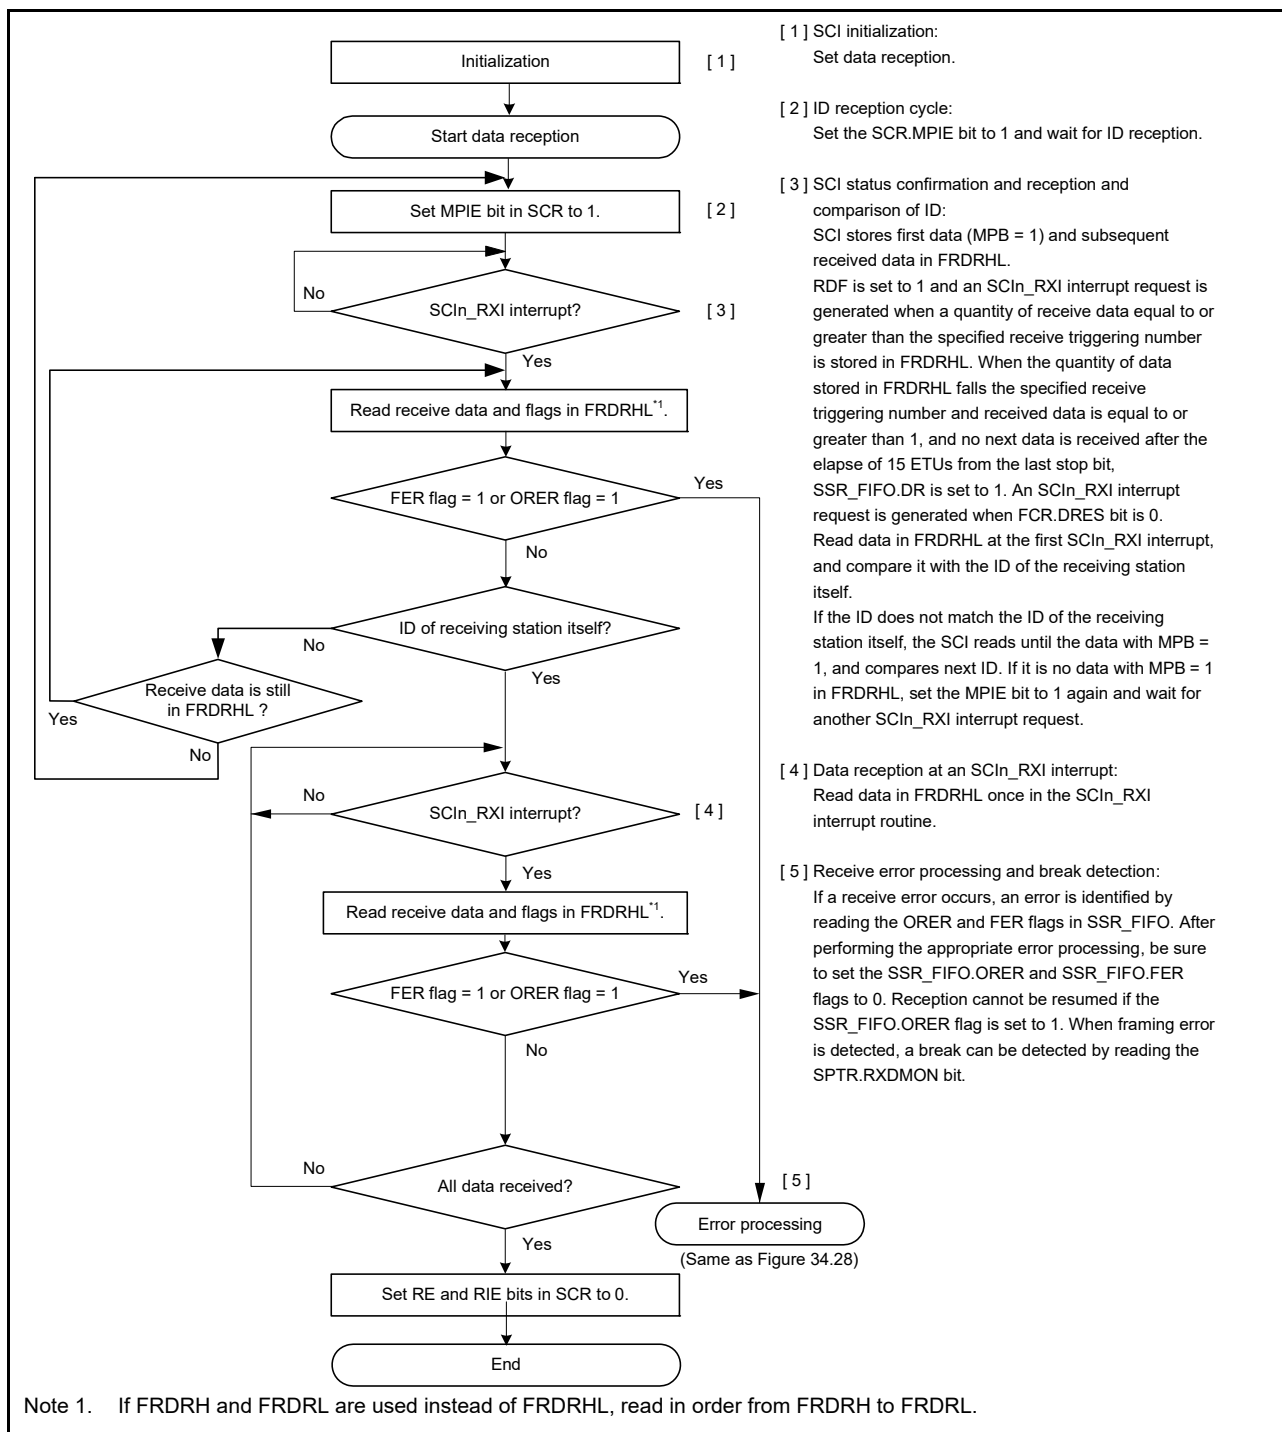 Initialization
[ 1 ]
Start data reception
Set MPIE bit in SCR to 1.
[ 2 ]
No
SCIn_RXI interrupt?
[ 3 ]
Yes
Read receive data and flags in FRDRHL*1.
FER flag = 1 or ORER flag = 1
Yes
No
ID of receiving station itself?
No
Yes
Receive data is still
in FRDRHL ?
Yes
No
No
SCIn_RXI interrupt?
[ 4 ]
Yes
Read receive data and flags in FRDRHL*1.
FER flag = 1 or ORER flag = 1
Yes
No
No
All data received?
[ 5 ]
Error processing
(Same as Figure 34.28)
Yes
Set RE and RIE bits in SCR to 0.
End
[ 1 ] SCI initialization:
Set data reception.
[ 2 ] ID reception cycle:
Set the SCR.MPIE bit to 1 and wait for ID reception.
[ 3 ] SCI status confirmation and reception and
comparison of ID:
SCI stores first data (MPB = 1) and subsequent
received data in FRDRHL.
RDF is set to 1 and an SCIn_RXI interrupt request is
generated when a quantity of receive data equal to or
greater than the specified receive triggering number
is stored in FRDRHL. When the quantity of data
stored in FRDRHL falls the specified receive
triggering number and received data is equal to or
greater than 1, and no next data is received after the
elapse of 15 ETUs from the last stop bit,
SSR_FIFO.DR is set to 1. An SCIn_RXI interrupt
request is generated when FCR.DRES bit is 0.
Read data in FRDRHL at the first SCIn_RXI interrupt,
and compare it with the ID of the receiving station
itself.
If the ID does not match the ID of the receiving
station itself, the SCI reads until the data with MPB =
1, and compares next ID. If it is no data with MPB = 1
in FRDRHL, set the MPIE bit to 1 again and wait for
another SCIn_RXI interrupt request.
[ 4 ] Data reception at an SCIn_RXI interrupt:
Read data in FRDRHL once in the SCIn_RXI
interrupt routine.
[ 5 ] Receive error processing and break detection:
If a receive error occurs, an error is identified by
reading the ORER and FER flags in SSR_FIFO. After
performing the appropriate error processing, be sure
to set the SSR_FIFO.ORER and SSR_FIFO.FER
flags to 0. Reception cannot be resumed if the
SSR_FIFO.ORER flag is set to 1. When framing error
is detected, a break can be detected by reading the
SPTR.RXDMON bit.
Note 1. If FRDRH and FRDRL are used instead of FRDRHL, read in order from FRDRH to FRDRL.